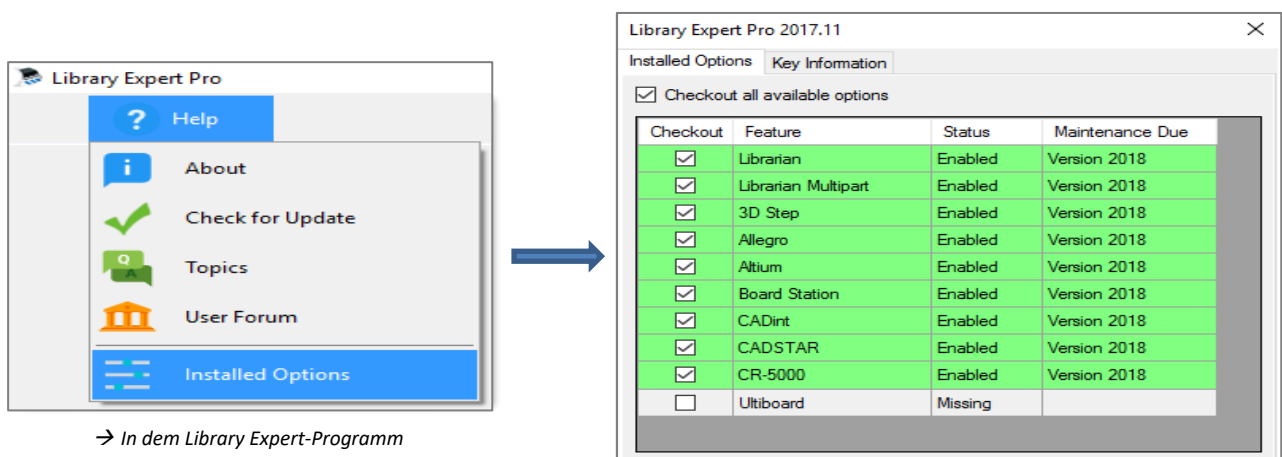 Library Expert Pro
? Help
i About
Check for Update
Q A Topics
User Forum
Installed Options
→ In dem Library Expert-Programm
Library Expert Pro 2017.11
Installed Options Key Information
Checkout all available options
Checkout Feature Status Maintenance Due
Librarian Enabled Version 2018
Librarian Multipart Enabled Version 2018
3D Step Enabled Version 2018
Allegro Enabled Version 2018
Altium Enabled Version 2018
Board Station Enabled Version 2018
CADint Enabled Version 2018
CADSTAR Enabled Version 2018
CR-5000 Enabled Version 2018
Ultiboard Missing